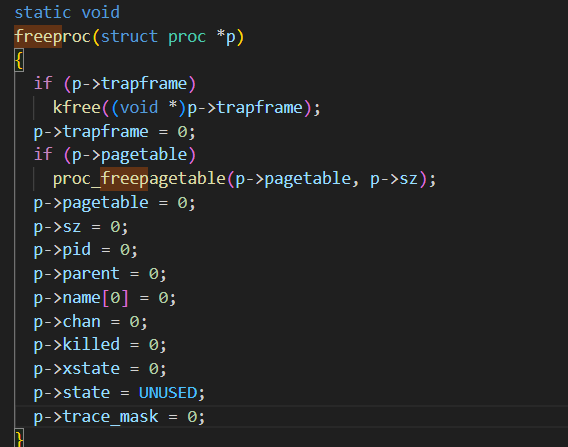 static void
freeproc(struct proc *p)
{
  if (p->trapframe)
    kfree((void *)p->trapframe);
  p->trapframe = 0;
  if (p->pagetable)
    proc_freepagetable(p->pagetable, p->sz);
  p->pagetable = 0;
  p->sz = 0;
  p->pid = 0;
  p->parent = 0;
  p->name[0] = 0;
  p->chan = 0;
  p->killed = 0;
  p->xstate = 0;
  p->state = UNUSED;
  p->trace_mask = 0;
}